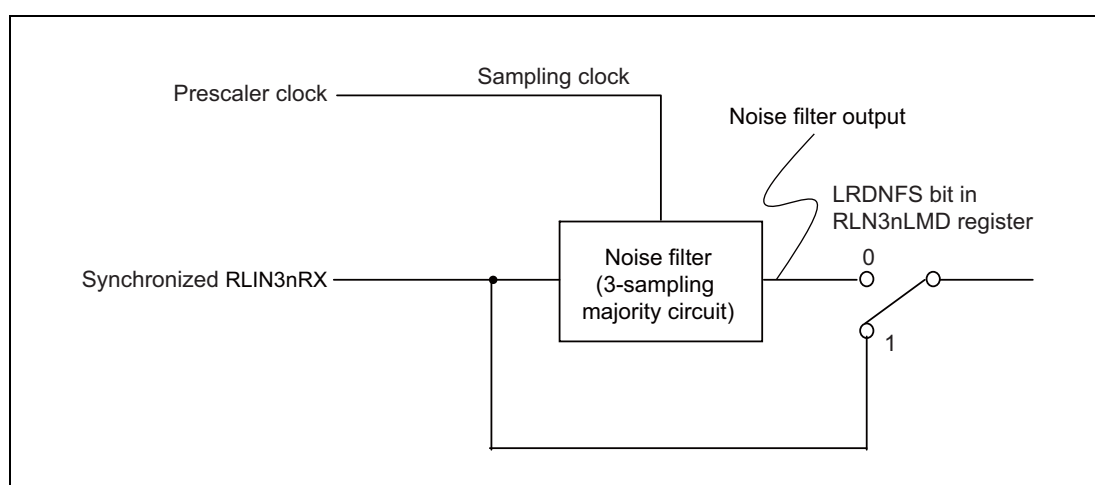 Sampling clock
Prescaler clock
Noise filter output
LRDNFS bit in
RLN3nLMD register
Noise filter
(3-sampling
majority circuit)
Synchronized RLIN3nRX
0
1